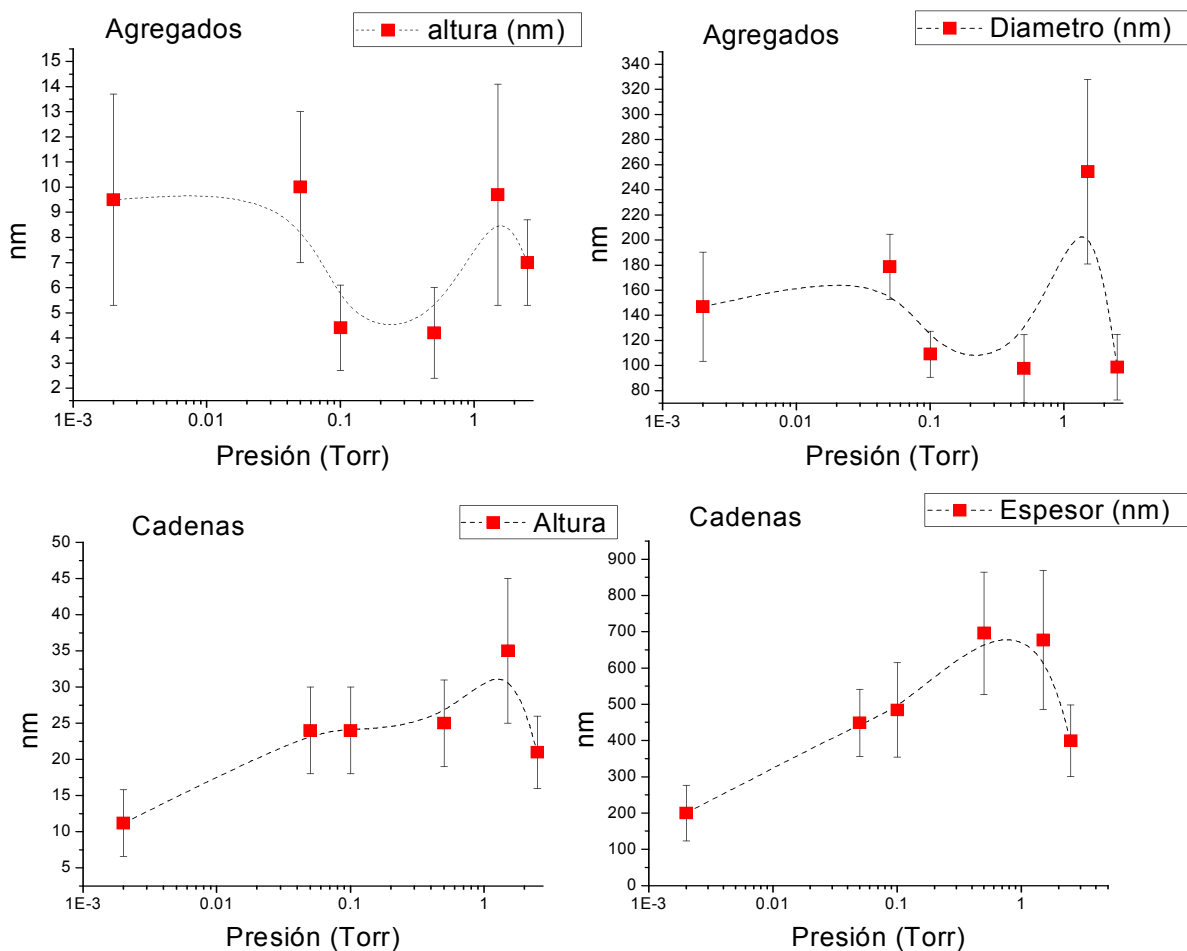 Agregados
altura (nm)
15
14
13
12
11
10
9
8
7
6
5
4
3
2
nm
1E-3 0.01 0.1 1
Presión (Torr)
Agregados
Diametro (nm)
340
320
300
280
260
240
220
200
180
160
140
120
100
80
nm
1E-3 0.01 0.1 1
Presión (Torr)
Cadenas
Altura
50
45
40
35
30
25
20
15
10
5
nm
1E-3 0.01 0.1 1
Presión (Torr)
Cadenas
Espesor (nm)
900
800
700
600
500
400
300
200
100
0
nm
1E-3 0.01 0.1 1
Presión (Torr)